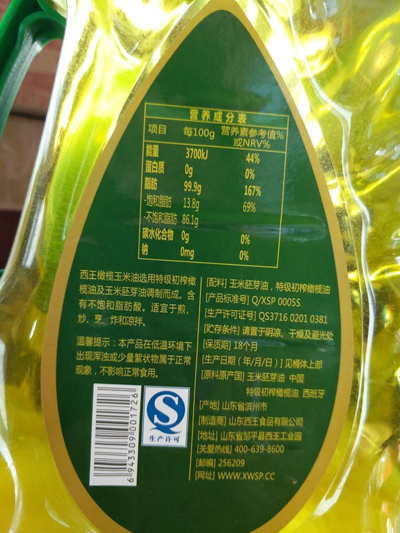 营养成分表
项目 每100g 营养素参考值%或NRV%
能量 3700kJ 44%
蛋白质 0g 0%
脂肪 99.9g 167%
-饱和脂肪 13.8g 69%
-不饱和脂肪 86.1g
碳水化合物 0g 0%
钠 0mg 0%
西王橄榄玉米油选用特级初榨橄
榄油及玉米胚芽油调制而成。含
有不饱和脂肪酸。适宜于煎、
炒、烹、炸和凉拌。
温馨提示：本产品在低温环境下
出现浑浊或少量絮状物属于正常
现象，不影响正常食用。
6943309001726
生产许可
[配料] 玉米胚芽油，特级初榨橄榄油
[产品标准号] Q/XSP 0005S
[生产许可证号] QS3716 0201 0381
[贮存条件] 请置于阴凉、干燥及避光处
[保质期] 18个月
[生产日期（年/月/日）] 见桶体上部
[原料原产国] 玉米胚芽油 中国
特级初榨橄榄油 西班牙
[产地] 山东省滨州市
[制造商] 山东西王食品有限公司
[地址] 山东省邹平县西王工业园
[关爱热线] 400-639-8600
[邮编] 256209
[网址] WWW.XWSP.CC